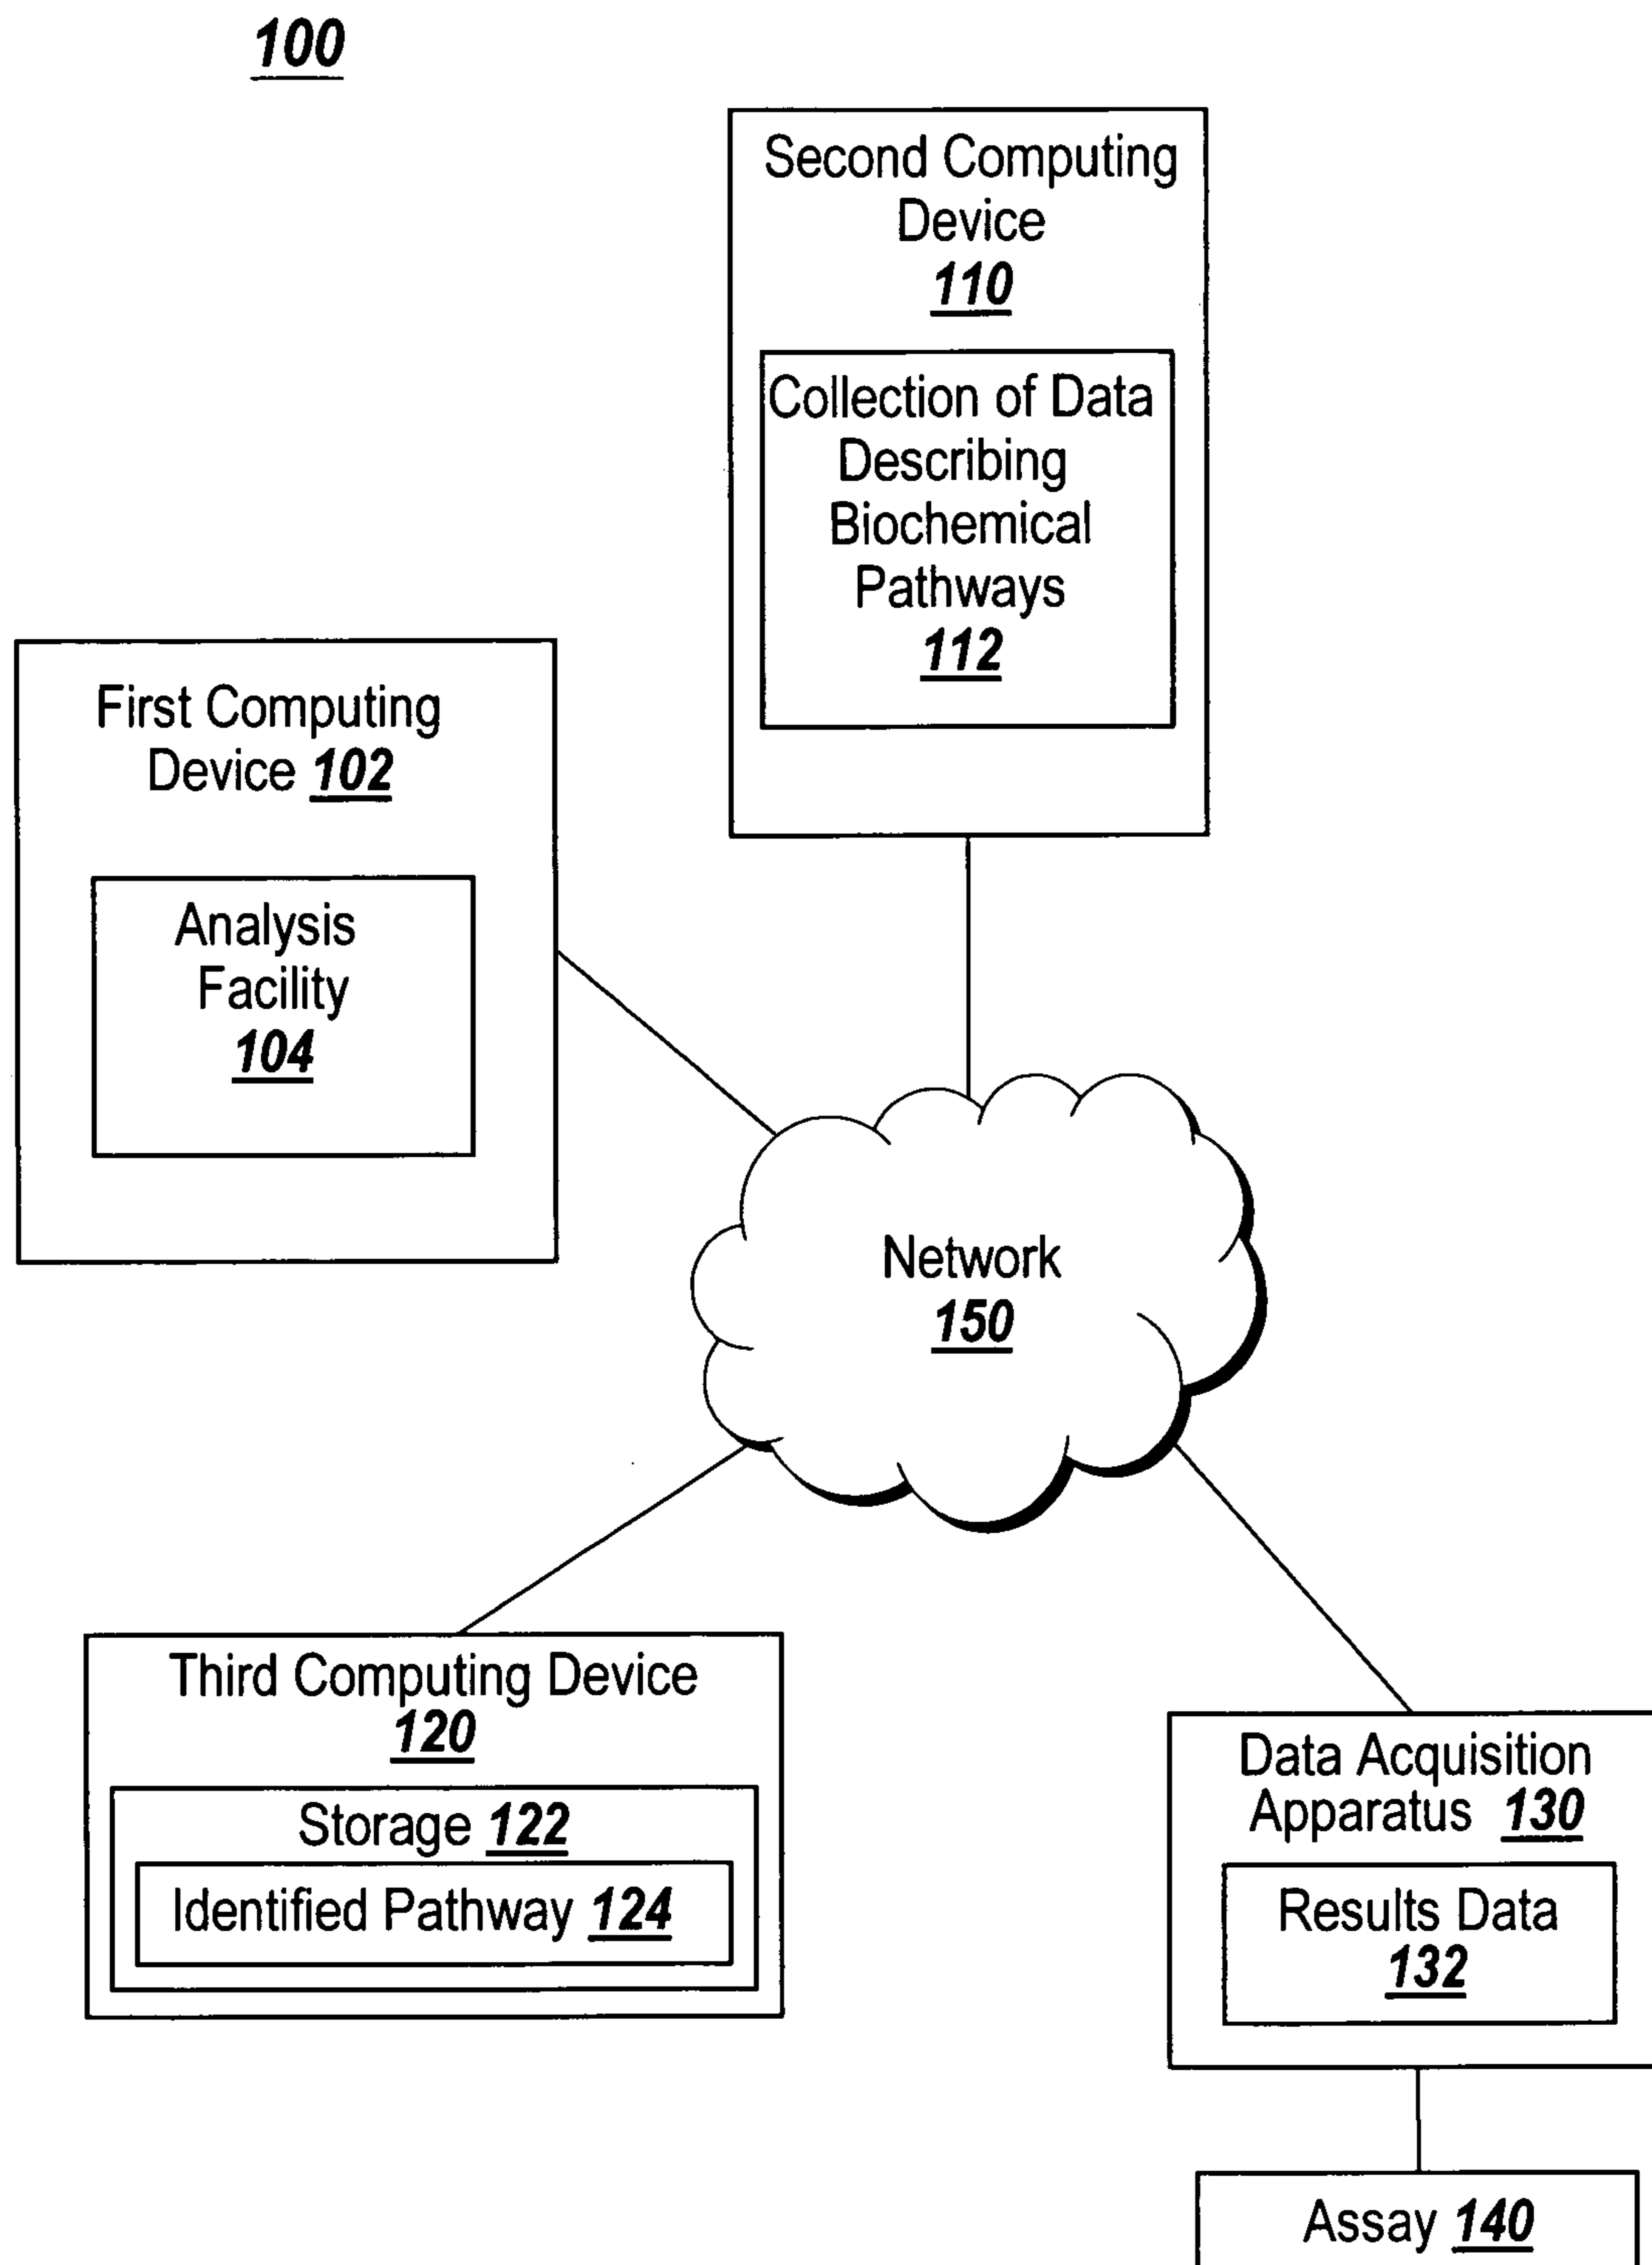 100
Second Computing
Device
110
Collection of Data
Describing
Biochemical
Pathways
112
First Computing
Device 102
Analysis
Facility
104
Network
150
Third Computing Device
120
Storage 122
Identified Pathway 124
Data Acquisition
Apparatus 130
Results Data
132
Assay 140